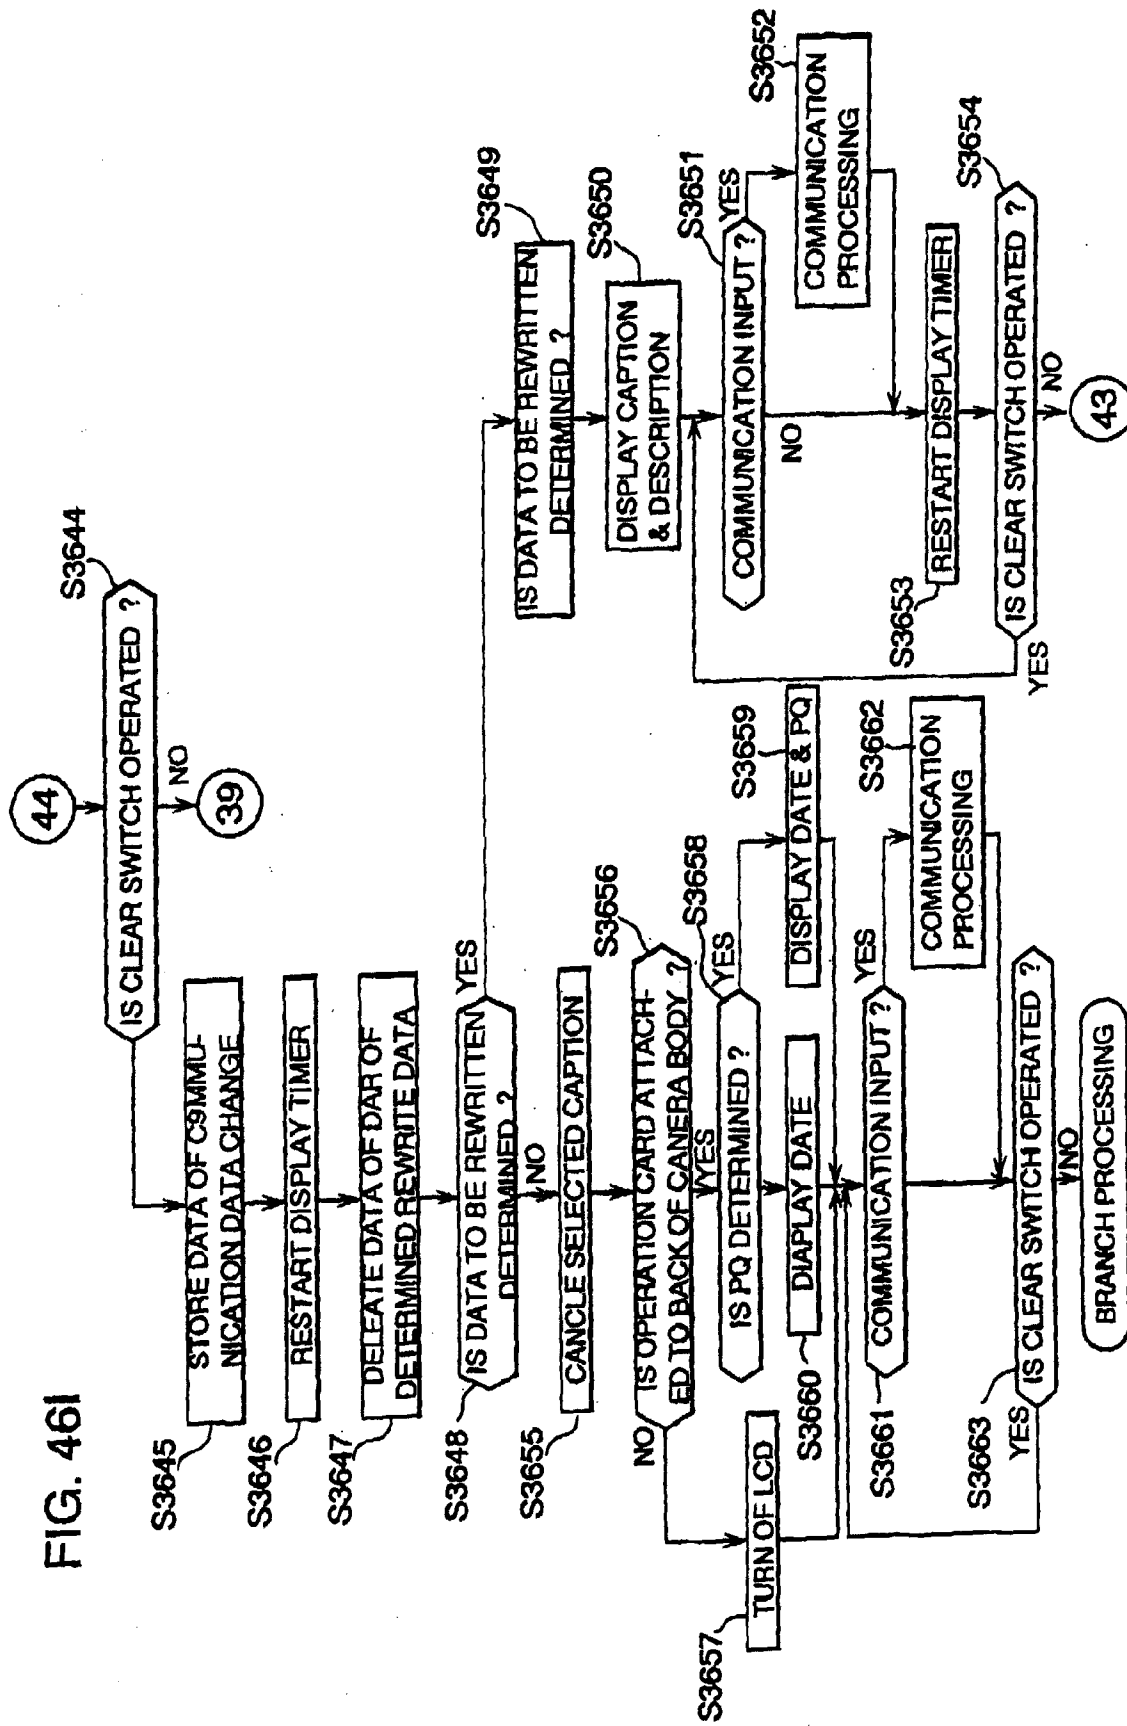 FIG. 46I
44
IS CLEAR SWITCH OPERATED ?
S3644
NO
39
STORE DATA OF C9MMU-
NICATION DATA CHANGE
S3645
RESTART DISPLAY TIMER
S3646
DELEATE DATA OF DAR OF
DETERMINED REWRITE DATA
S3647
IS DATA TO BE REWRITTEN
DETERMINED ?
S3648
YES
NO
IS DATA TO BE REWRITTEN
DETERMINED ?
S3649
DISPLAY CAPTION
& DESCRIPTION
S3650
COMMUNICATION INPUT ?
S3651
YES
NO
COMMUNICATION
PROCESSING
S3652
RESTART DISPLAY TIMER
S3653
IS CLEAR SWITCH OPERATED ?
S3654
YES
NO
43
CANCLE SELECTED CAPTION
S3655
IS OPERATION CARD ATTACH-
ED TO BACK OF CANERA BODY ?
S3656
NO
YES
TURN OF LCD
S3657
IS PQ DETERMINED ?
S3658
YES
DISPLAY DATE & PQ
S3659
DIAPLAY DATE
S3660
COMMUNICATION INPUT ?
S3661
YES
COMMUNICATION
PROCESSING
S3662
IS CLEAR SWITCH OPERATED ?
S3663
YES
NO
BRANCH PROCESSING